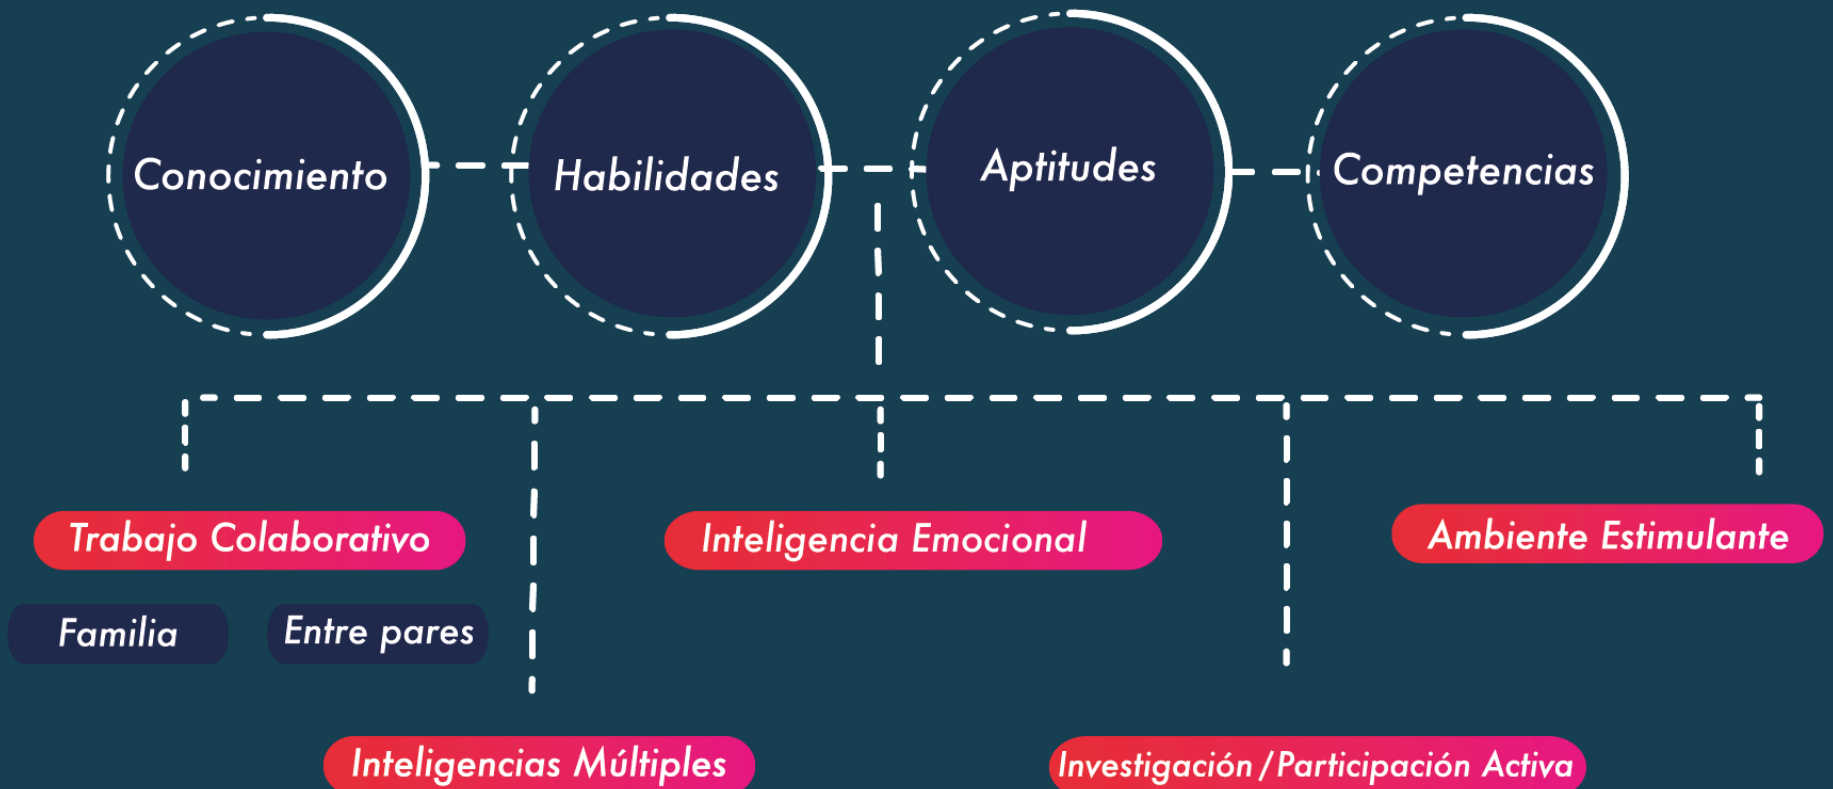 Conocimiento
Habilidades
Aptitudes
Competencias
Trabajo Colaborativo
Inteligencia Emocional
Ambiente Estimulante
Familia
Entre pares
Inteligencias Múltiples
Investigación/Participación Activa